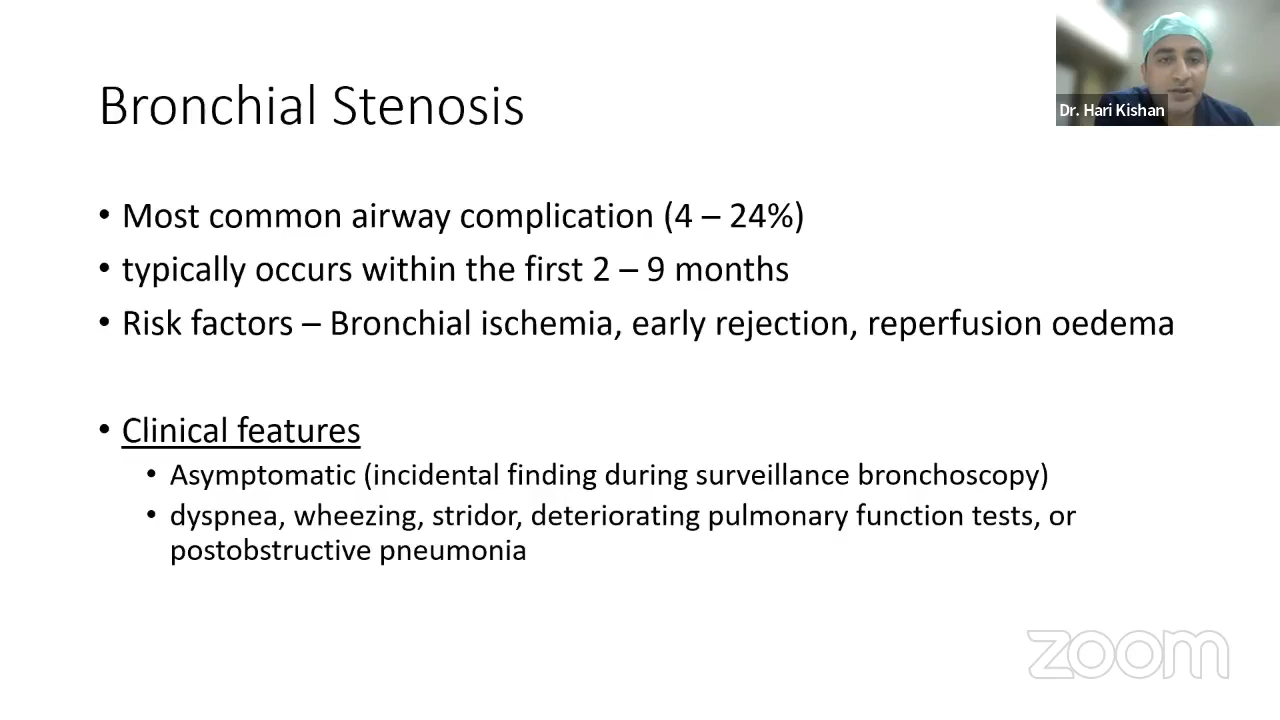 Bronchial Stenosis
Dr. Hari Kishan
• Most common airway complication (4 – 24%)
• typically occurs within the first 2 – 9 months
• Risk factors – Bronchial ischemia, early rejection, reperfusion oedema
• Clinical features
• Asymptomatic (incidental finding during surveillance bronchoscopy)
• dyspnea, wheezing, stridor, deteriorating pulmonary function tests, or
postobstructive pneumonia
zoom